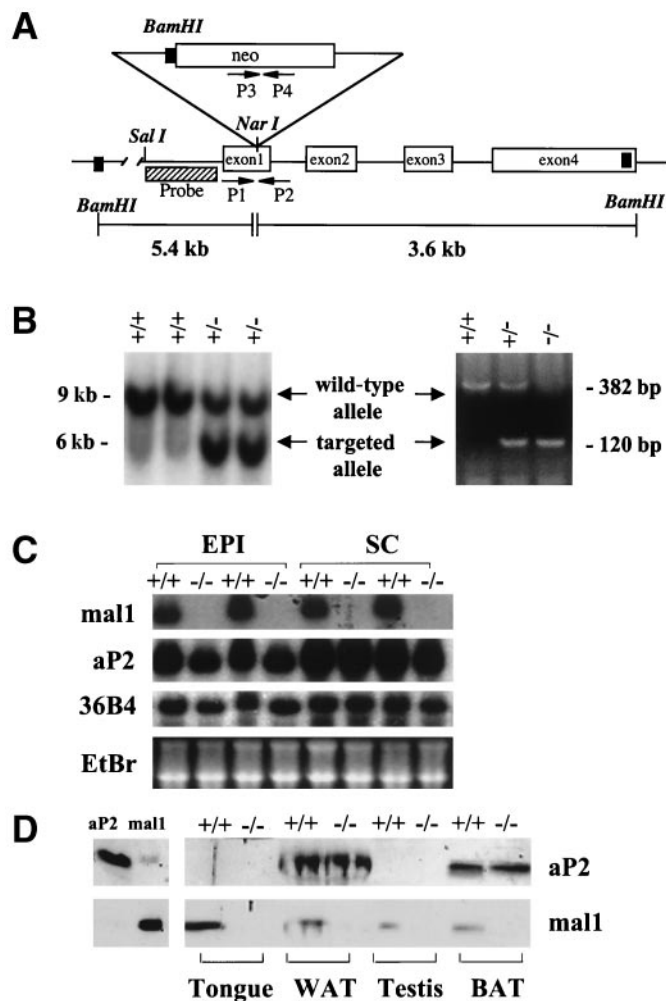 A
BamHI
neo
P3 P4
Nar I
Sal I
exon1 exon2 exon3 exon4
Probe
P1 P2
BamHI BamHI
5.4 kb 3.6 kb
B
+/+ +/+ +/- +/- +/+ +/- -/-
9 kb - wild-type allele - 382 bp
6 kb - targeted allele - 120 bp
C
EPI SC
+/+ -/- +/+ -/- +/+ -/- +/+ -/-
mal1
aP2
36B4
EtBr
D
aP2 mal1 +/+ -/- +/+ -/- +/+ -/- +/+ -/-
aP2
mal1
Tongue WAT Testis BAT